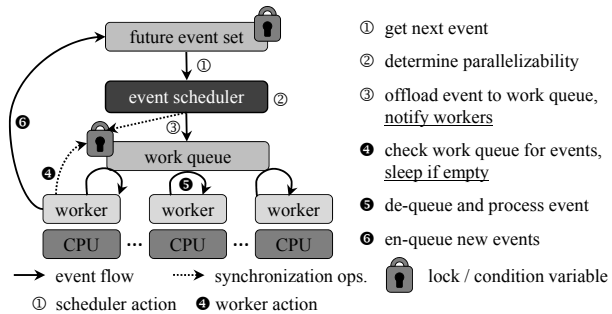 future event set
①
event scheduler
②
③
work queue
❻
❹
❺
worker worker worker
CPU ... CPU ... CPU
event flow
synchronization ops.
① scheduler action
❹ worker action
① get next event
② determine parallelizability
③ offload event to work queue,
notify workers
❹ check work queue for events,
sleep if empty
❺ de-queue and process event
❻ en-queue new events
lock / condition variable